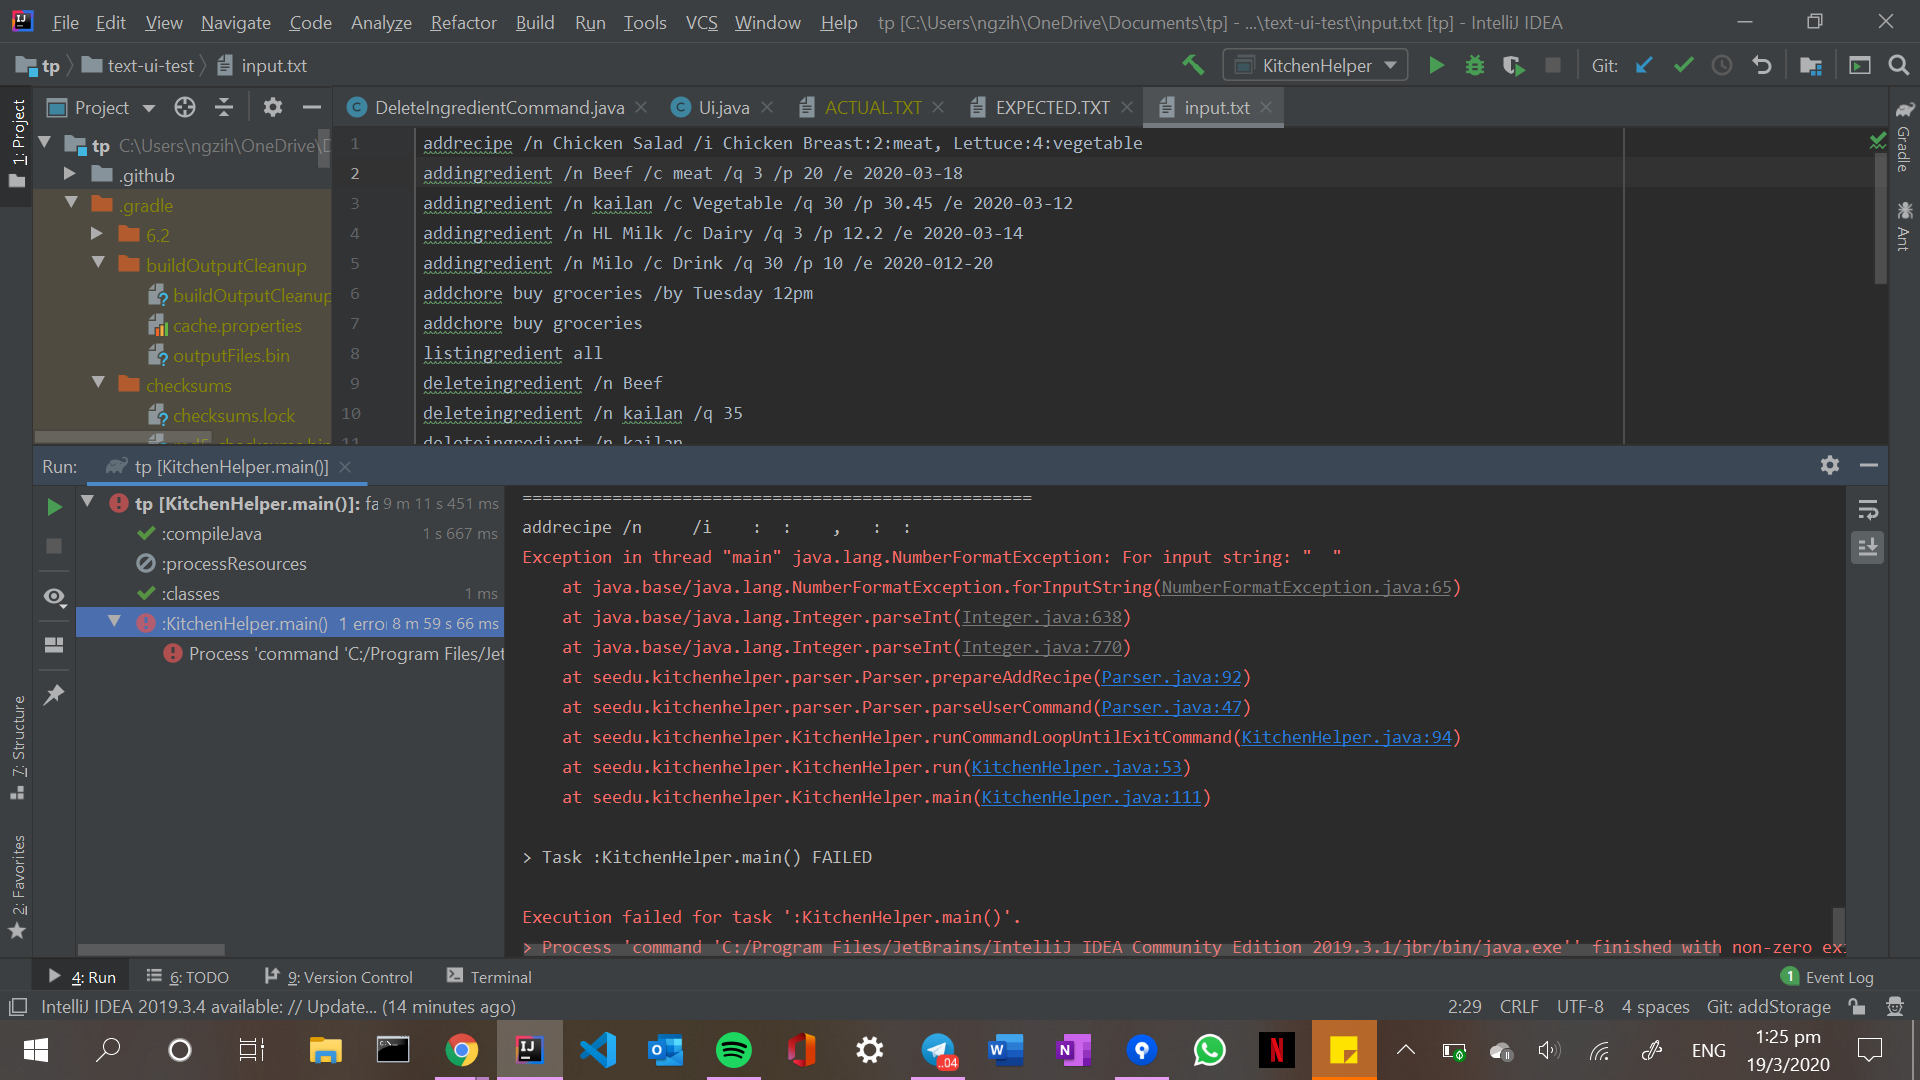 File Edit View Navigate Code Analyze Refactor Build Run Tools VCS Window Help tp [C:\Users\ngzih\OneDrive\Documents\tp] - ...\text-ui-test\input.txt [tp] - IntelliJ IDEA
tp text-ui-test input.txt KitchenHelper Git:
Project DeleteIngredientCommand.java Ui.java ACTUAL.TXT EXPECTED.TXT input.txt
1: Project
Gradle
Ant
tp C:\Users\ngzih\OneDrive\D
.github
.gradle
6.2
buildOutputCleanup
buildOutputCleanup
cache.properties
outputFiles.bin
checksums
checksums.lock
1 addrecipe /n Chicken Salad /i Chicken Breast:2:meat, Lettuce:4:vegetable
2 addingredient /n Beef /c meat /q 3 /p 20 /e 2020-03-18
3 addingredient /n kailan /c Vegetable /q 30 /p 30.45 /e 2020-03-12
4 addingredient /n HL Milk /c Dairy /q 3 /p 12.2 /e 2020-03-14
5 addingredient /n Milo /c Drink /q 30 /p 10 /e 2020-012-20
6 addchore buy groceries /by Tuesday 12pm
7 addchore buy groceries
8 listingredient all
9 deleteingredient /n Beef
10 deleteingredient /n kailan /q 35
11 deleteingredient /n kailan
Run: tp [KitchenHelper.main()]
tp [KitchenHelper.main()]: fa 9 m 11 s 451 ms
:compileJava 1 s 667 ms
:processResources
:classes 1 ms
:KitchenHelper.main() 1 erro 8 m 59 s 66 ms
Process 'command 'C:/Program Files/Jet
===================================================
addrecipe /n     /i    :  :    ,   :  :
Exception in thread "main" java.lang.NumberFormatException: For input string: "  "
at java.base/java.lang.NumberFormatException.forInputString(NumberFormatException.java:65)
at java.base/java.lang.Integer.parseInt(Integer.java:638)
at java.base/java.lang.Integer.parseInt(Integer.java:770)
at seedu.kitchenhelper.parser.Parser.prepareAddRecipe(Parser.java:92)
at seedu.kitchenhelper.parser.Parser.parseUserCommand(Parser.java:47)
at seedu.kitchenhelper.KitchenHelper.runCommandLoopUntilExitCommand(KitchenHelper.java:94)
at seedu.kitchenhelper.KitchenHelper.run(KitchenHelper.java:53)
at seedu.kitchenhelper.KitchenHelper.main(KitchenHelper.java:111)
> Task :KitchenHelper.main() FAILED
Execution failed for task ':KitchenHelper.main()'.
> Process 'command 'C:/Program Files/JetBrains/IntelliJ IDEA Community Edition 2019.3.1/jbr/bin/java.exe'' finished with non-zero ex
7: Structure
2: Favorites
4: Run 6: TODO 9: Version Control Terminal 1 Event Log
IntelliJ IDEA 2019.3.4 available: // Update... (14 minutes ago) 2:29 CRLF UTF-8 4 spaces Git: addStorage
ENG 1:25 pm
19/3/2020
..04